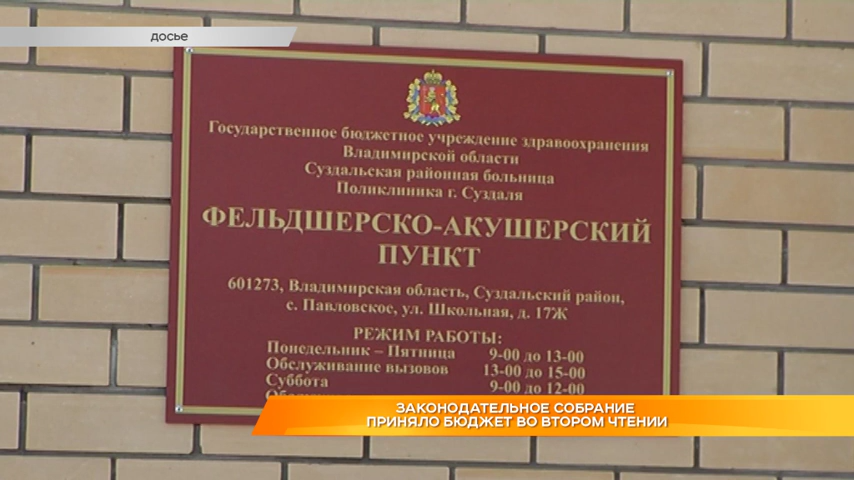 ДОСЬЕ
Государственное бюджетное учреждение здравоохранения
Владимирской области
Суздальская районная больница
Поликлиника г. Суздаля
ФЕЛЬДШЕРСКО-АКУШЕРСКИЙ
ПУНКТ
601273, Владимирская область, Суздальский район,
с. Павловское, ул. Школьная, д. 17Ж
РЕЖИМ РАБОТЫ:
Понедельник – Пятница 9-00 до 13-00
Обслуживание вызовов 13-00 до 15-00
Суббота 9-00 до 12-00
ЗАКОНОДАТЕЛЬНОЕ СОБРАНИЕ
ПРИНЯЛО БЮДЖЕТ ВО ВТОРОМ ЧТЕНИИ